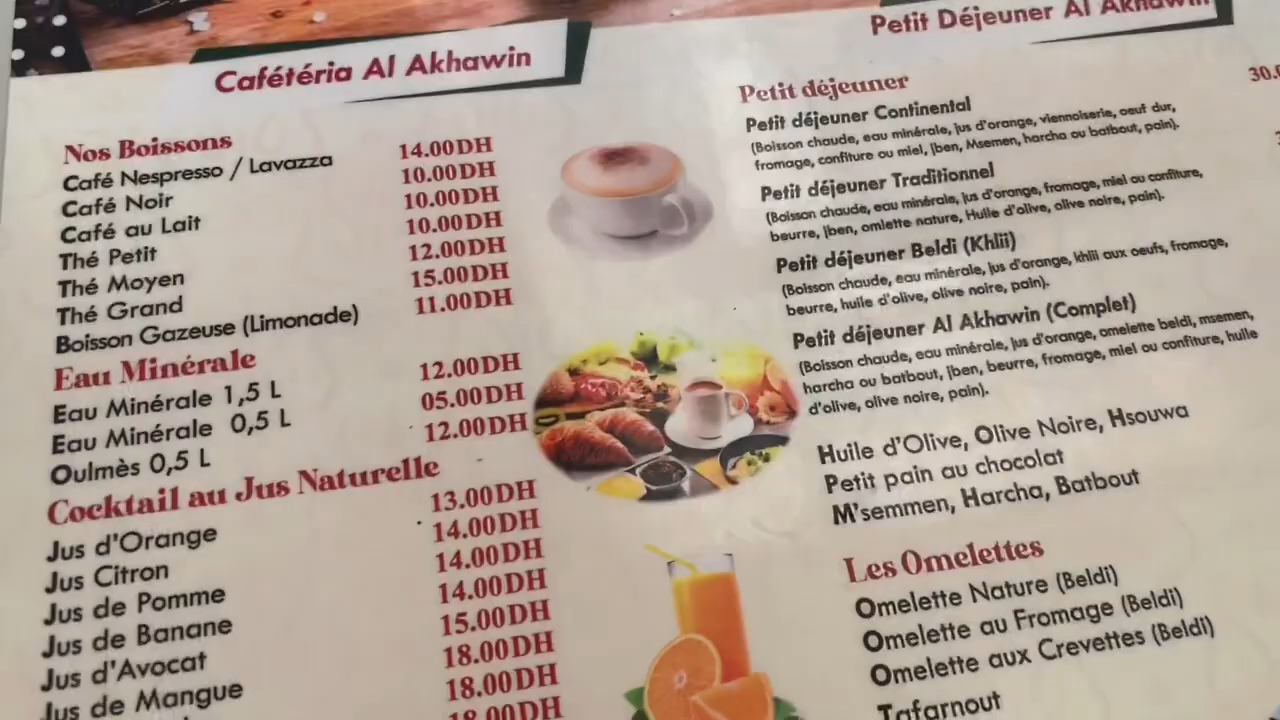 Cafétéria Al Akhawin
Nos Boissons
Café Nespresso / Lavazza 14.00DH
Café Noir 10.00DH
Café au Lait 10.00DH
Thé Petit 10.00DH
Thé Moyen 12.00DH
Thé Grand 15.00DH
Boisson Gazeuse (Limonade) 11.00DH
Eau Minérale
Eau Minérale 1,5 L 12.00DH
Eau Minérale 0,5 L 05.00DH
Oulmès 0,5 L 12.00DH
Cocktail au Jus Naturelle
Jus d'Orange 13.00DH
Jus Citron 14.00DH
Jus de Pomme 14.00DH
Jus de Banane 14.00DH
Jus d'Avocat 15.00DH
Jus de Mangue 18.00DH
18.00DH
18.00DH
Petit Déjeuner Al Akhawin
Petit déjeuner
Petit déjeuner Continental
(Boisson chaude, eau minérale, jus d'orange, viennoiserie, oeuf dur,
fromage, confiture ou miel, jben, Msemen, harcha ou batbout, pain).
Petit déjeuner Traditionnel
(Boisson chaude, eau minérale, jus d'orange, fromage, miel ou confiture,
beurre, jben, omlette nature, Huile d'olive, olive noire, pain).
Petit déjeuner Beldi (Khlii)
(Boisson chaude, eau minérale, jus d'orange, khlii aux oeufs, fromage,
beurre, huile d'olive, olive noire, pain).
Petit déjeuner Al Akhawin (Complet)
(Boisson chaude, eau minérale, jus d'orange, omelette beldi, msemen,
harcha ou batbout, jben, beurre, fromage, miel ou confiture, huile
d'olive, olive noire, pain).
Huile d'Olive, Olive Noire, Hsouwa
Petit pain au chocolat
M'semmen, Harcha, Batbout
Les Omelettes
Omelette Nature (Beldi)
Omelette au Fromage (Beldi)
Omelette aux Crevettes (Beldi)
Tafarnout